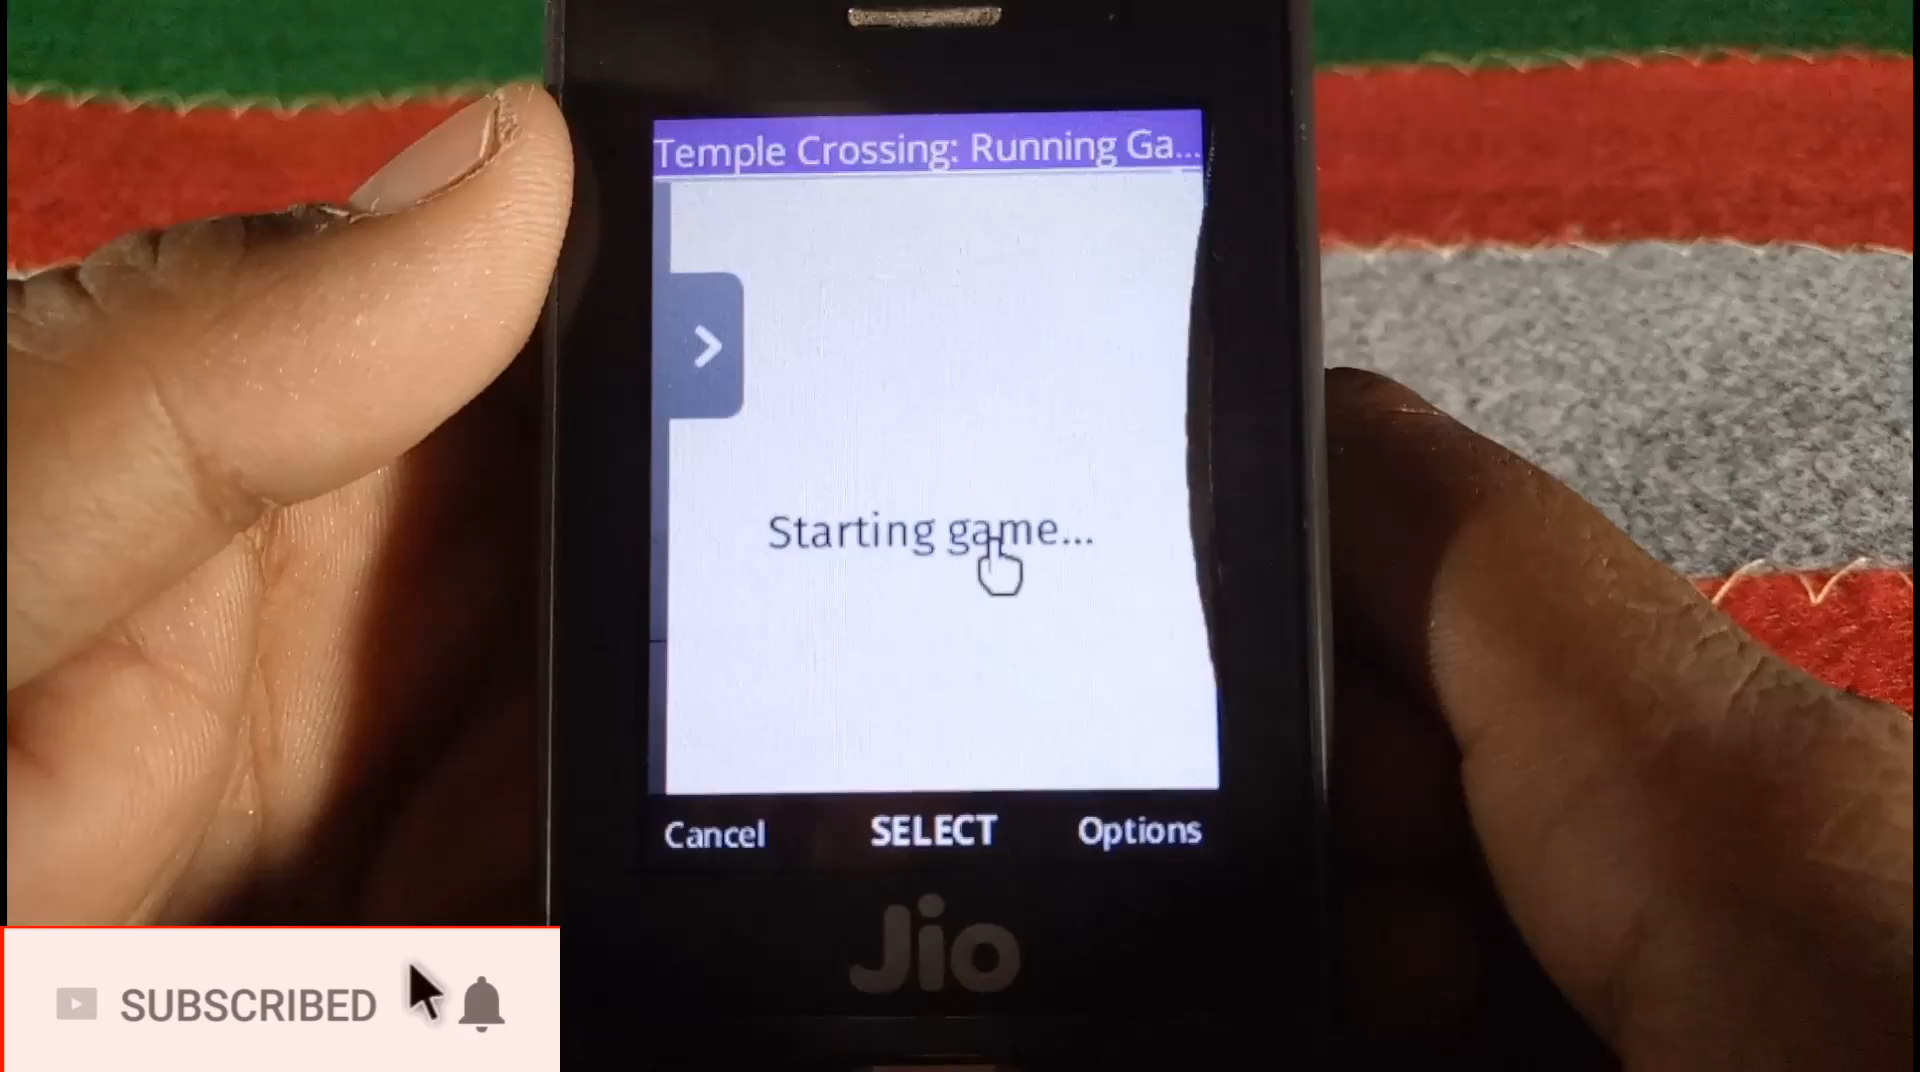 Temple Crossing: Running Ga...
Starting game...
Cancel SELECT Options
Jio
SUBSCRIBED